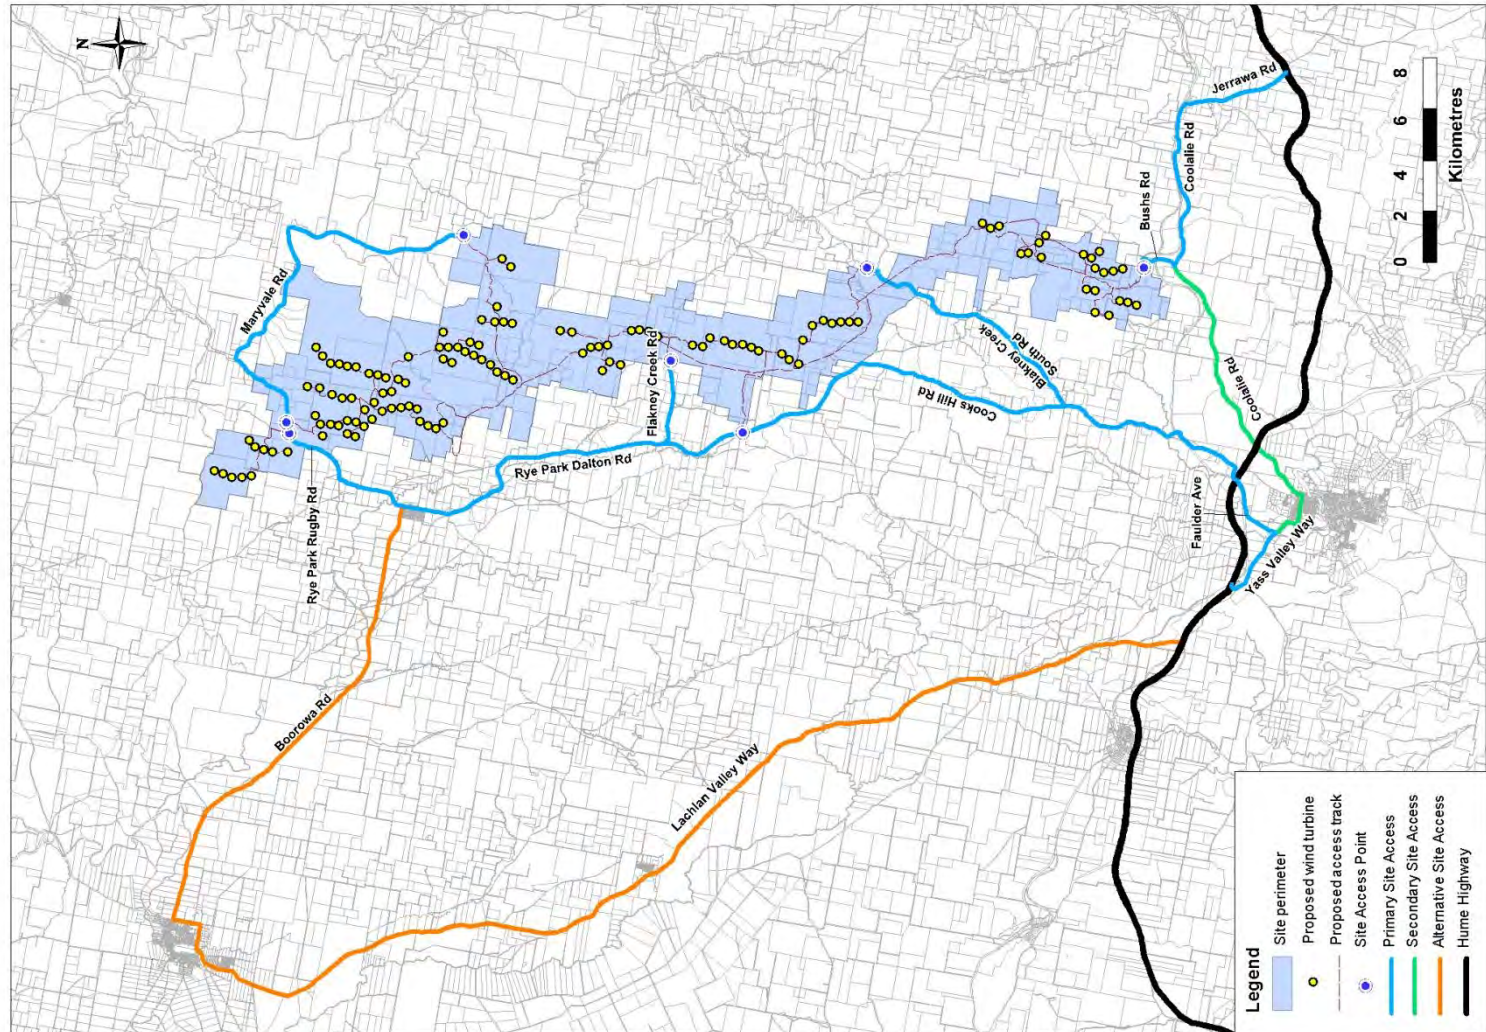 N
Maryvale Rd
Rye Park Rugby Rd
Flakney Creek Rd
Rye Park Dalton Rd
Boorowa Rd
Lachlan Valley Way
Cooks Hill Rd
Blakney Creek
South Rd
Bushs Rd
Coolalie Rd
Jerrawa Rd
Coolalie Rd
Faulder Ave
Yass Valley Way
0 2 4 6 8
Kilometres
Legend
Site perimeter
Proposed wind turbine
Proposed access track
Site Access Point
Primary Site Access
Secondary Site Access
Alternative Site Access
Hume Highway